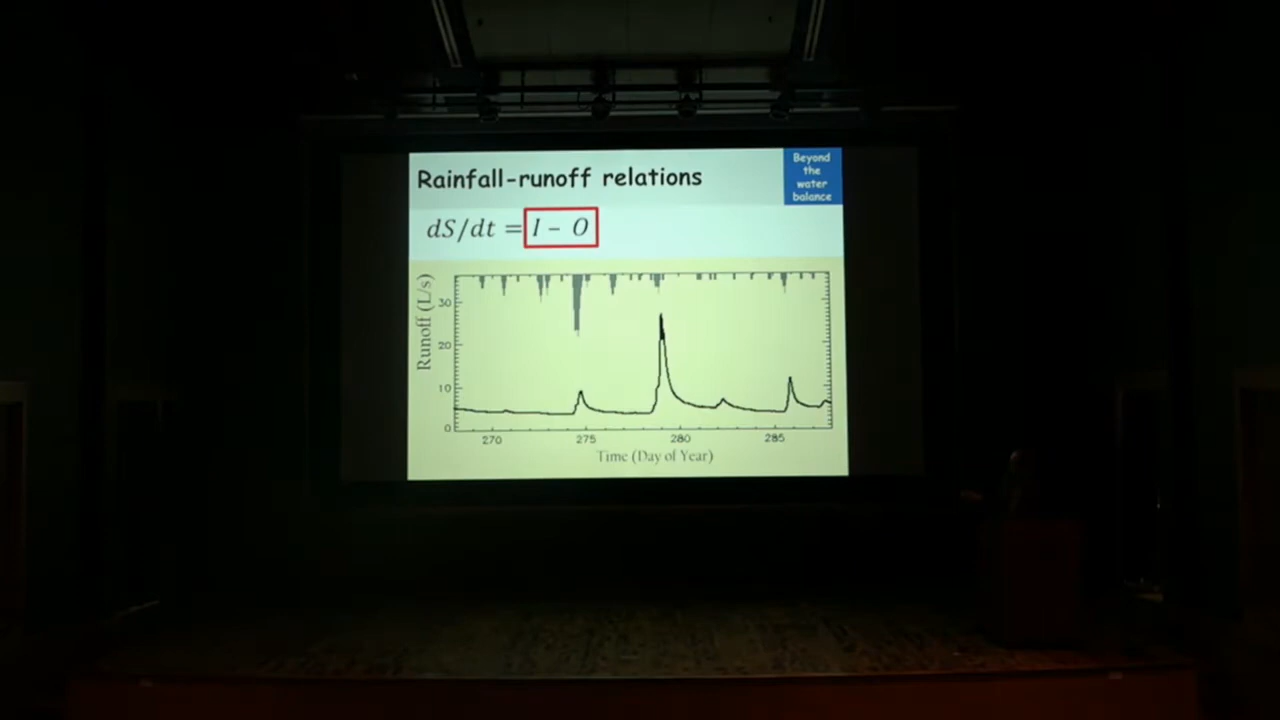 Rainfall-runoff relations
Beyond
the
water
balance
dS/dt = I - O
Runoff (L/s)
30
20
10
0
270 275 280 285
Time (Day of Year)